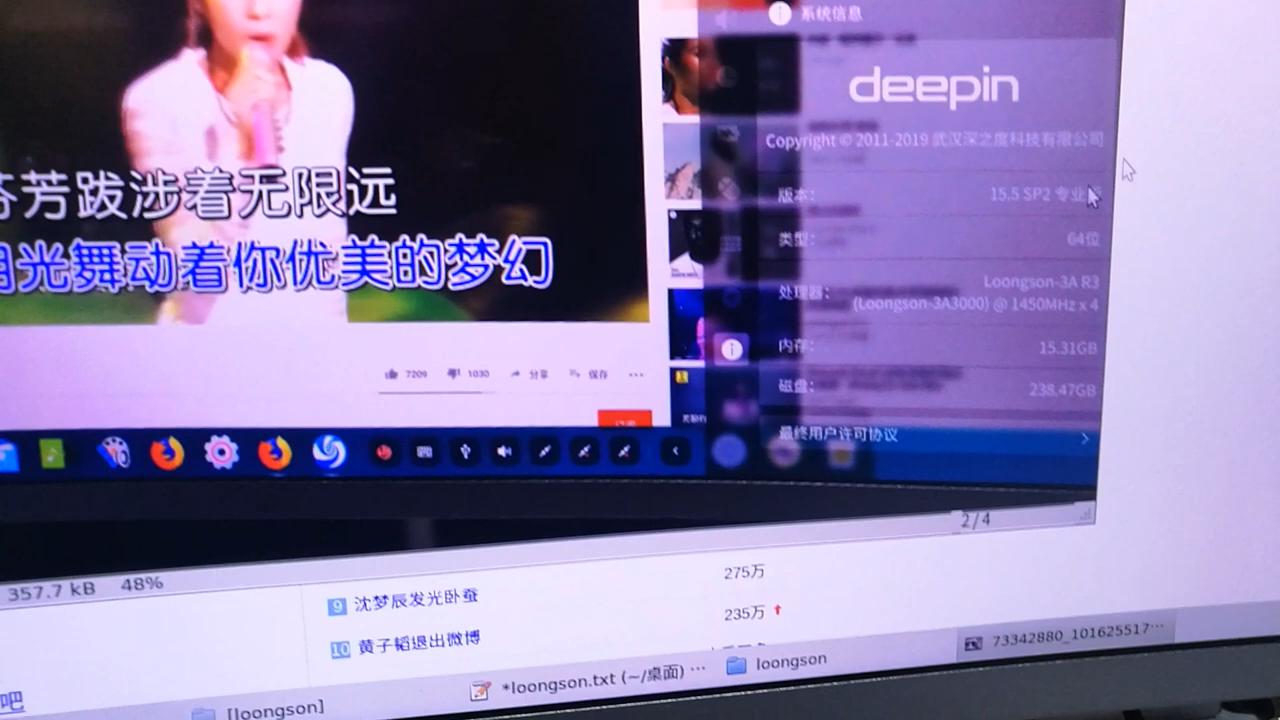 芬芳跋涉着无限远
月光舞动着你优美的梦幻
7209
1030
分享
保存
系统信息
deepin
Copyright © 2011-2019 武汉深之度科技有限公司
版本: 15.5 SP2 专业
类型: 64位
处理器: Loongson-3A R3
(Loongson-3A3000) @ 1450MHz x 4
内存: 15.31GB
磁盘: 238.47GB
最终用户许可协议
2/4
357.7 kB 48%
275万
9 沈梦辰发光卧蚕 235万
10 黄子韬退出微博
吧
[loongson]
*loongson.txt (~/桌面) ···
loongson
73342880_101625517···